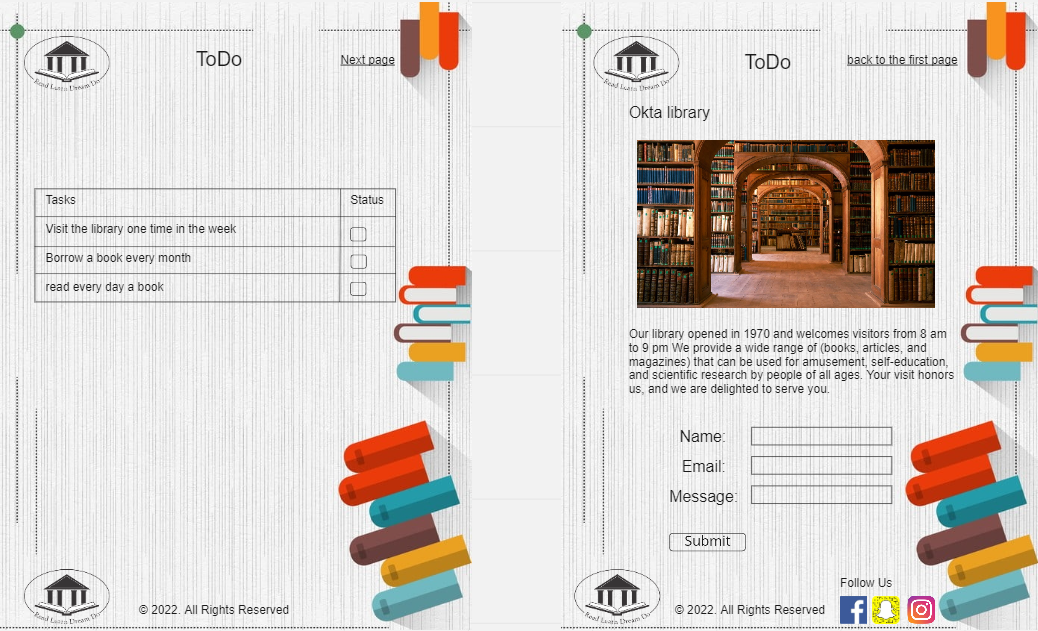 ToDo
Next page
Read Learn Dream Do
Tasks
Status
Visit the library one time in the week
Borrow a book every month
read every day a book
Read Learn Dream Do
© 2022. All Rights Reserved
ToDo
back to the first page
Read Learn Dream Do
Okta library
Our library opened in 1970 and welcomes visitors from 8 am
to 9 pm We provide a wide range of (books, articles, and
magazines) that can be used for amusement, self-education,
and scientific research by people of all ages. Your visit honors
us, and we are delighted to serve you.
Name:
Email:
Message:
Submit
Follow Us
Read Learn Dream Do
© 2022. All Rights Reserved